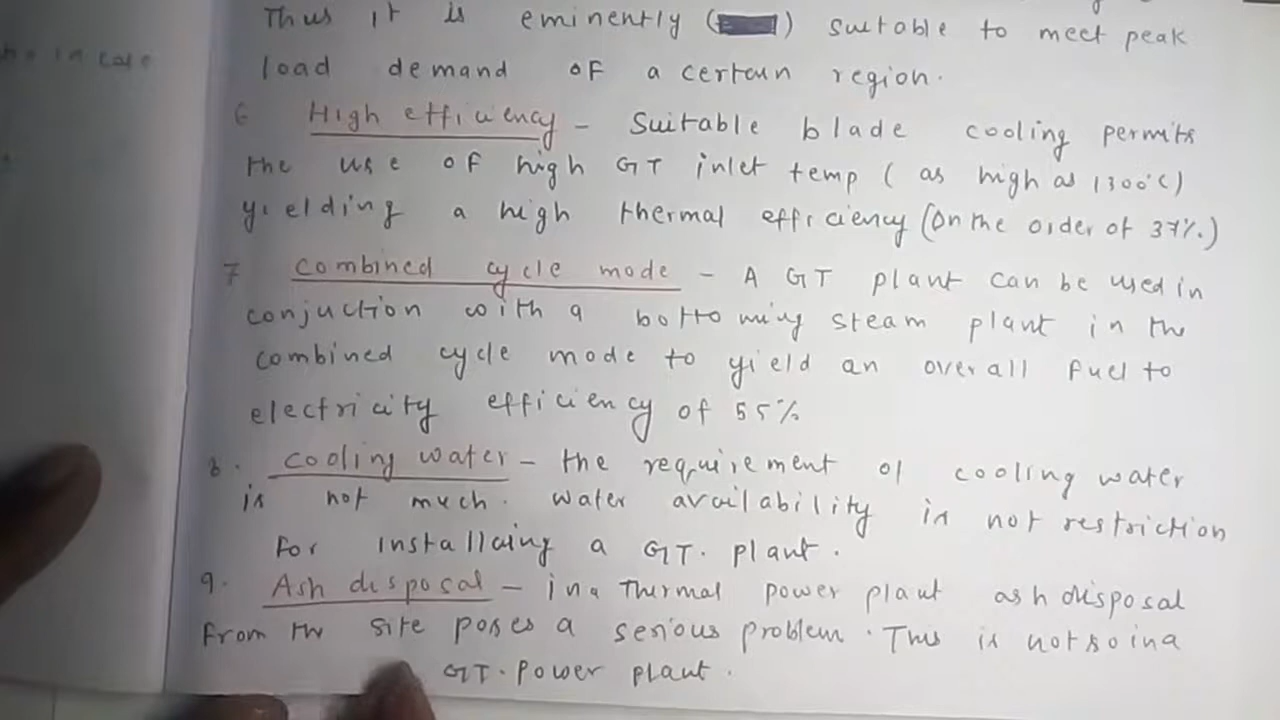 n in case
Thus it is eminently ( ) suitable to meet peak
load demand of a certain region.
6 High efficiency - Suitable blade cooling permits
the use of high GT inlet temp (as high as 1300°C)
yielding a high thermal efficiency (On the order of 37%.)
7 combined cycle mode - A GT plant can be used in
conjuction with a bottoming steam plant in the
combined cycle mode to yield an overall fuel to
electricity efficiency of 55%
8. cooling water - the requirement of cooling water
is not much. water availability is not restriction
for installaing a GT. plant.
9. Ash disposal - in a Thermal power plant ash disposal
from the site poses a serious problem. This is not so in a
GT. Power plant.